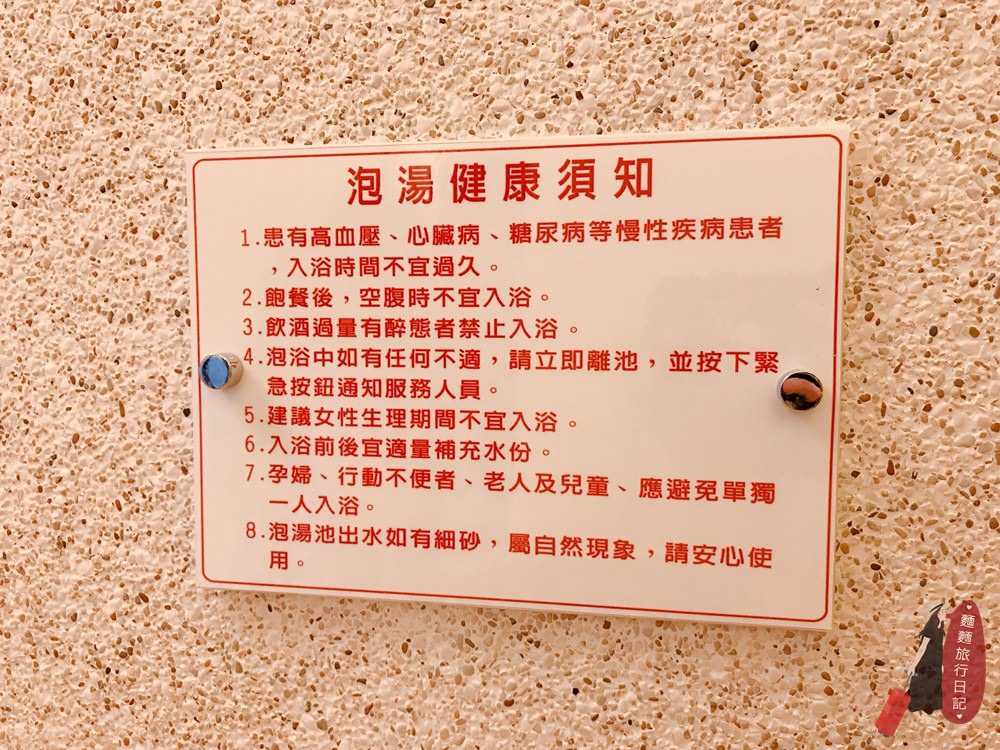 泡湯健康須知
1.患有高血壓、心臟病、糖尿病等慢性疾病患者
，入浴時間不宜過久。
2.飽餐後，空腹時不宜入浴。
3.飲酒過量有醉態者禁止入浴。
4.泡浴中如有任何不適，請立即離池，並按下緊
急按鈕通知服務人員。
5.建議女性生理期間不宜入浴。
6.入浴前後宜適量補充水份。
7.孕婦、行動不便者、老人及兒童、應避免單獨
一人入浴。
8.泡湯池出水如有細砂，屬自然現象，請安心使
用。
麵麵旅行日記